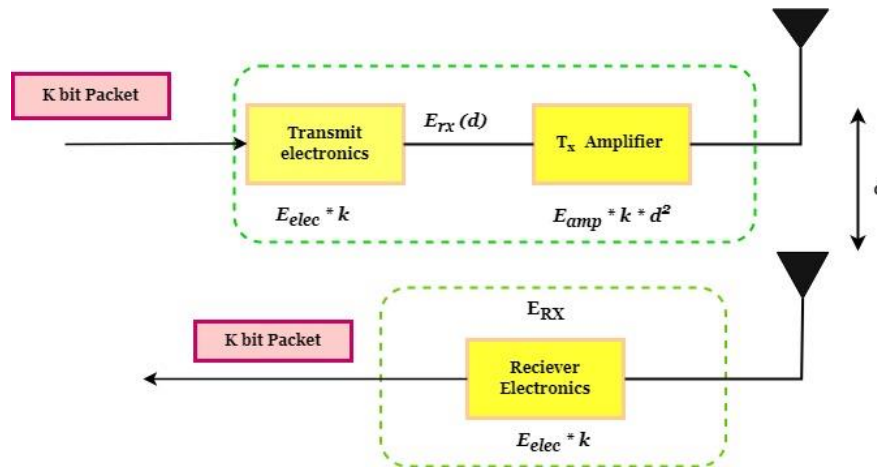 K bit Packet
Transmit
electronics
E_rx (d)
T_x Amplifier
E_elec * k
E_amp * k * d²
E_RX
K bit Packet
Reciever
Electronics
E_elec * k